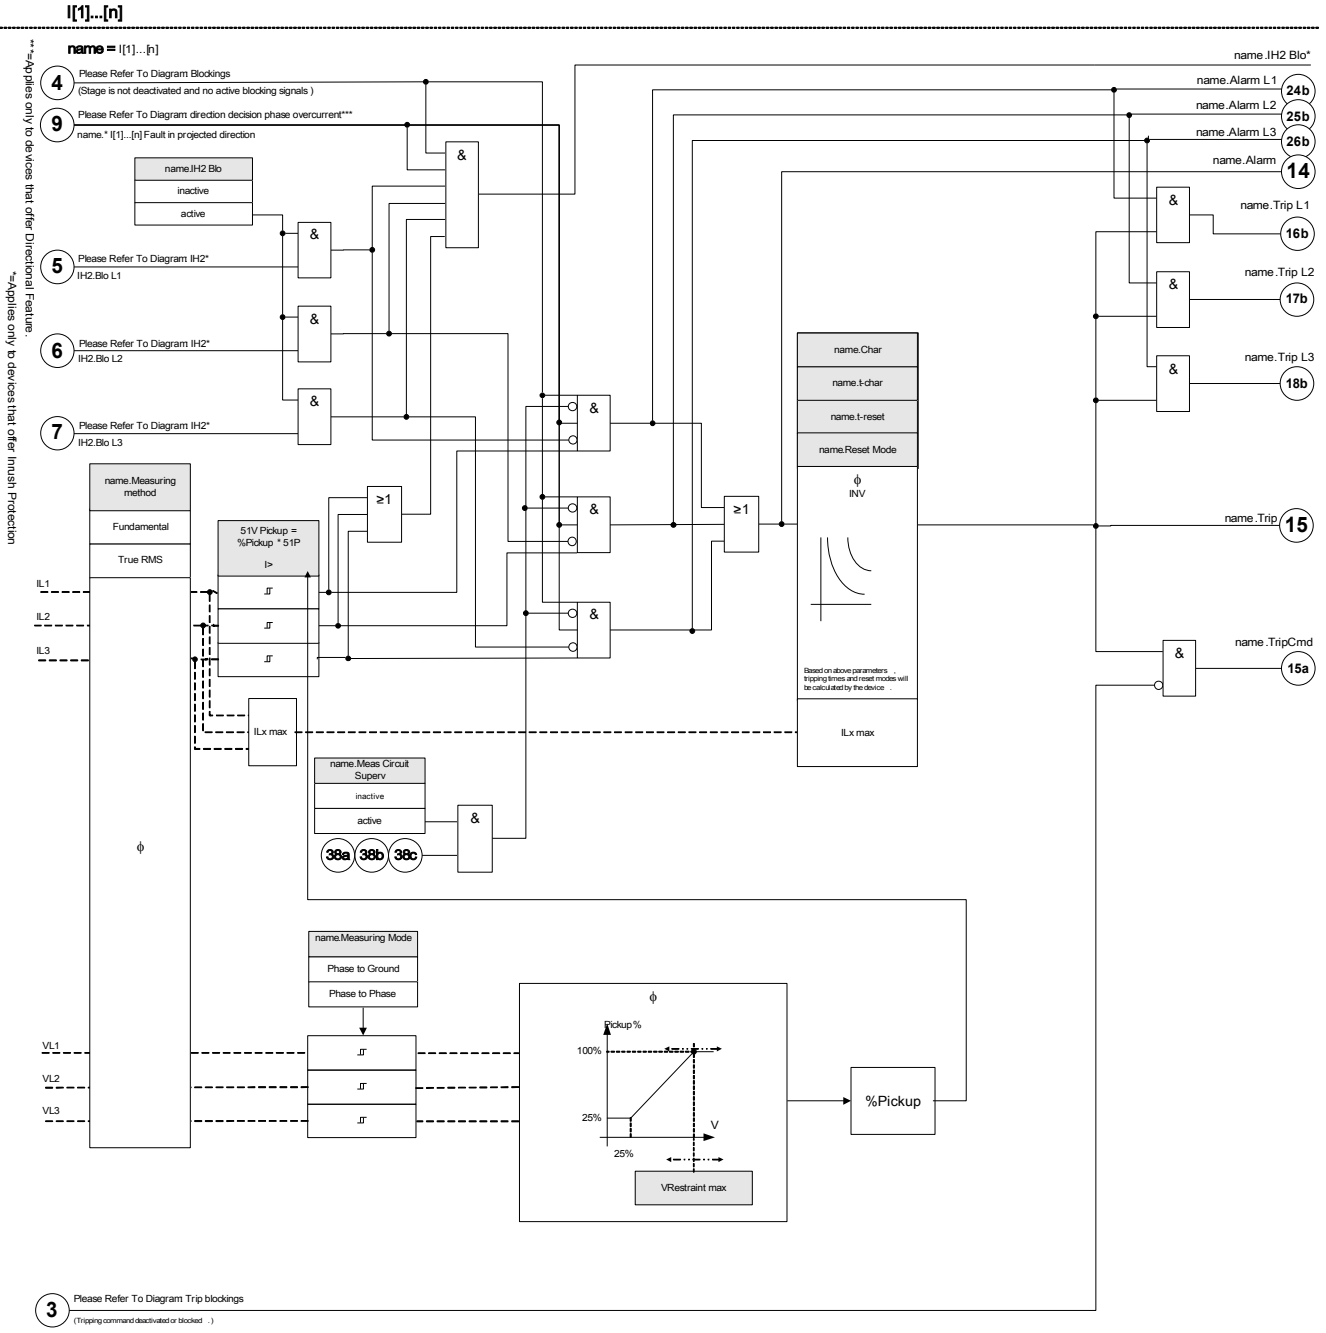 I[1]...[n]
name = I[1]...[n]
***=Applies only to devices that offer Directional Feature.
*=Applies only to devices that offer Inrush Protection
4
Please Refer To Diagram: Blockings
(Stage is not deactivated and no active blocking signals)
9
Please Refer To Diagram: direction decision phase overcurrent***
name.* I[1]...[n] Fault in projected direction
name.IH2 Blo
inactive
active
&
5
Please Refer To Diagram: IH2*
IH2.Blo L1
&
6
Please Refer To Diagram: IH2*
IH2.Blo L2
&
7
Please Refer To Diagram: IH2*
IH2.Blo L3
&
name.IH2 Blo*
name.Alarm L1
24b
name.Alarm L2
25b
name.Alarm L3
26b
name.Alarm
14
&
name.Trip L1
16b
&
name.Trip L2
17b
&
name.Trip L3
18b
name.Measuring
method
Fundamental
True RMS
ϕ
51V Pickup =
%Pickup * 51P
I>
≥1
&
&
&
≥1
name.Char
name.t-char
name.t-reset
name.Reset Mode
ϕ
INV
Based on above parameters,
tripping times and reset modes will
be calculated by the device.
ILx max
name.Trip
15
&
name.TripCmd
15a
IL1
IL2
IL3
ILx max
name.Meas Circuit
Superv
inactive
active
&
38a
38b
38c
name.Measuring Mode
Phase to Ground
Phase to Phase
VL1
VL2
VL3
ϕ
Pickup %
100%
25%
V
25%
VRestraint max
%Pickup
3
Please Refer To Diagram: Trip blockings
(Tripping command deactivated or blocked.)